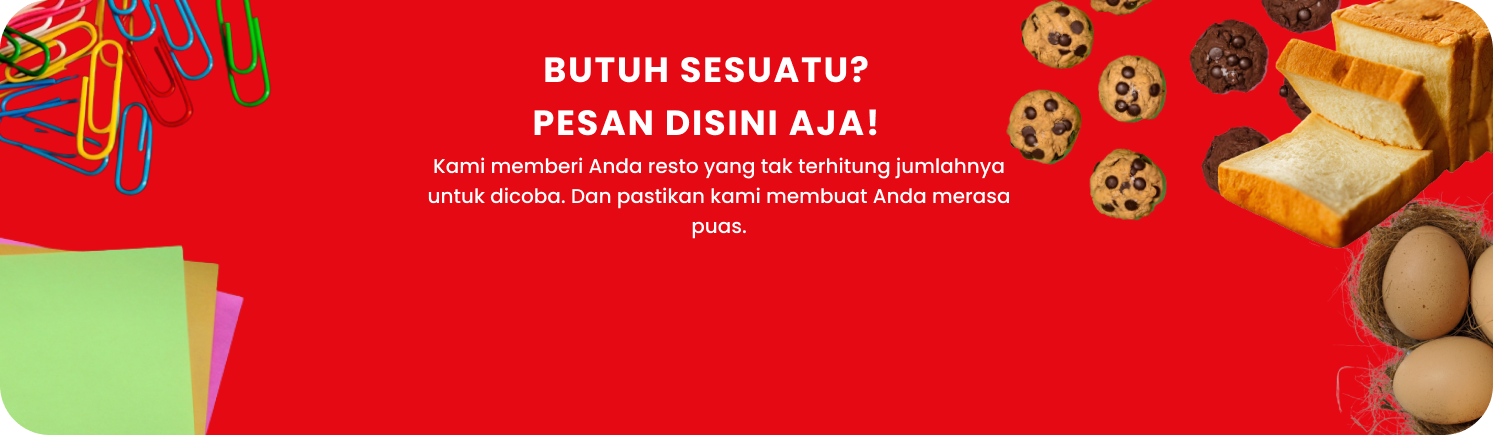 BUTUH SESUATU?
PESAN DISINI AJA!
Kami memberi Anda resto yang tak terhitung jumlahnya
untuk dicoba. Dan pastikan kami membuat Anda merasa
puas.